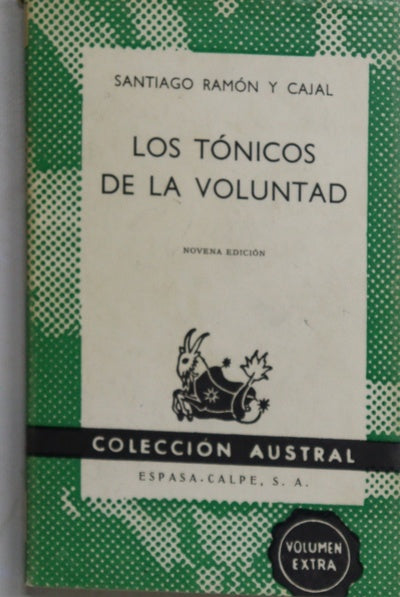 SANTIAGO RAMÓN Y CAJAL
LOS TÓNICOS
DE LA VOLUNTAD
NOVENA EDICIÓN
COLECCIÓN AUSTRAL
ESPASA-CALPE, S. A.
VOLUMEN
EXTRA